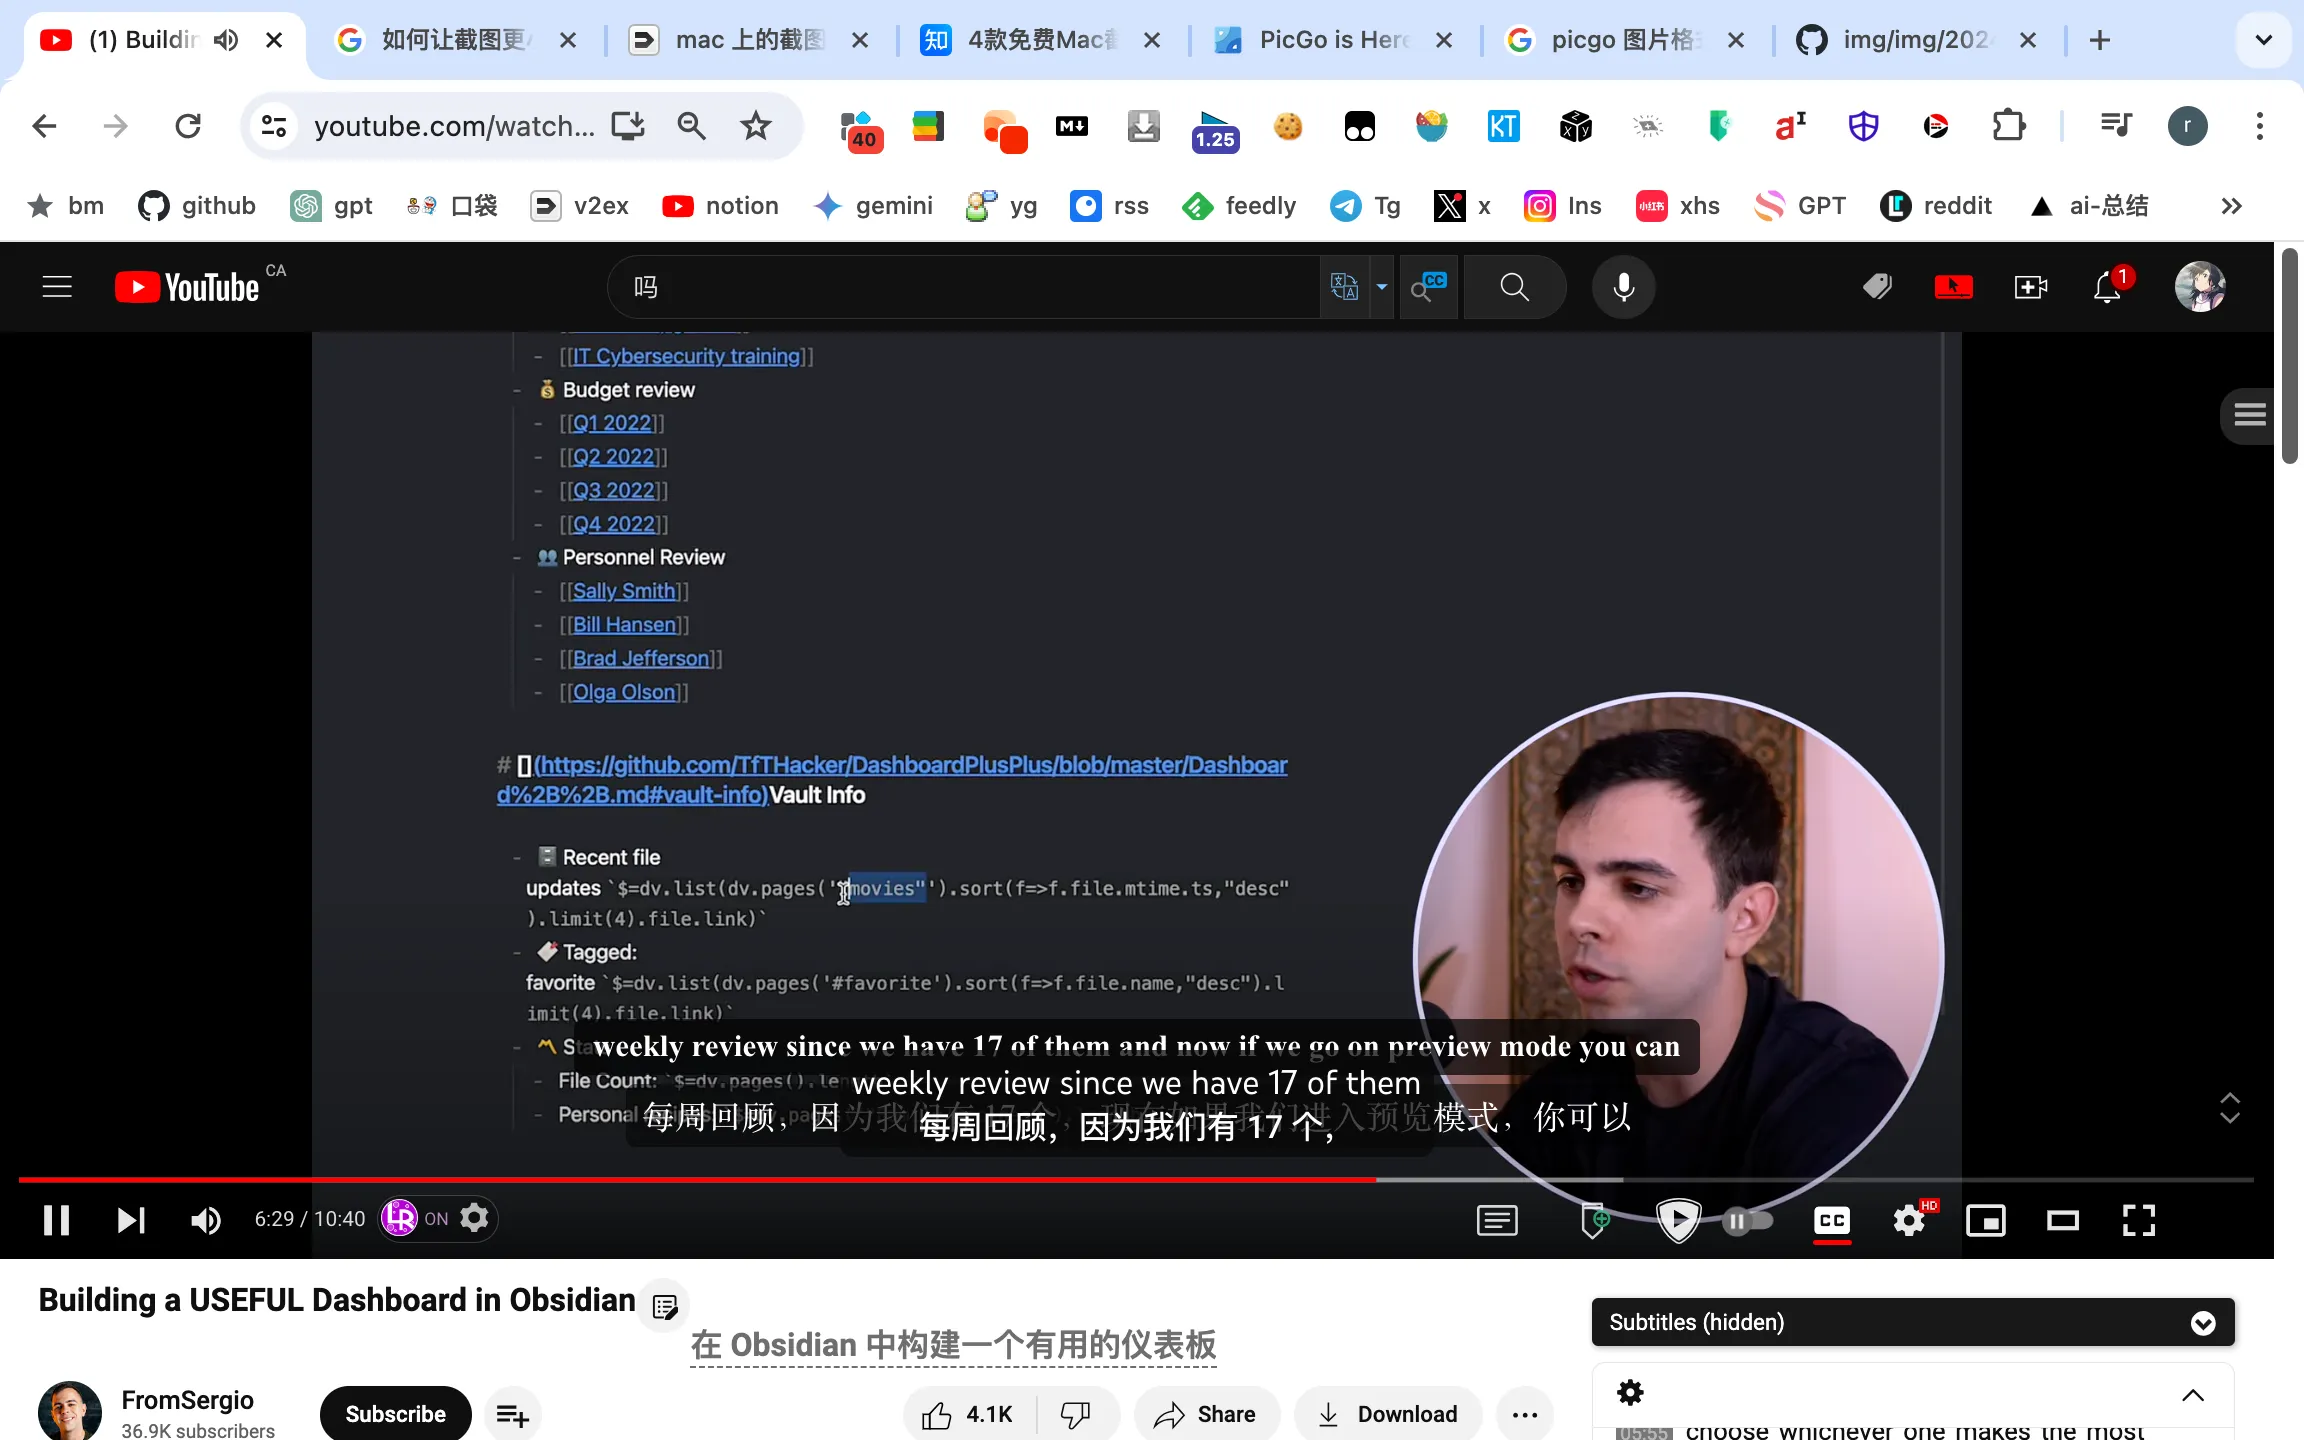 (1) Buildin
如何让截图更
mac 上的截图
4款免费Mac
PicGo is Here
picgo 图片格
img/img/202
youtube.com/watch...
40
1.25
KT
r
bm
github
gpt
口袋
v2ex
notion
gemini
yg
rss
feedly
Tg
x
Ins
xhs
GPT
reddit
ai-总结
YouTube CA
吗
CC
1
- [[IT Cybersecurity training]]
- 💰 Budget review
- [[Q1 2022]]
- [[Q2 2022]]
- [[Q3 2022]]
- [[Q4 2022]]
- 👥 Personnel Review
- [[Sally Smith]]
- [[Bill Hansen]]
- [[Brad Jefferson]]
- [[Olga Olson]]
# [](https://github.com/TfTHacker/DashboardPlusPlus/blob/master/Dashboar
d%2B%2B.md#vault-info)Vault Info
- 🗄️ Recent file
updates `$=dv.list(dv.pages('"movies"').sort(f=>f.file.mtime.ts,"desc"
).limit(4).file.link)`
- 🔖 Tagged:
favorite `$=dv.list(dv.pages('#favorite').sort(f=>f.file.name,"desc").l
imit(4).file.link)`
weekly review since we have 17 of them and now if we go on preview mode you can
- File Count: `$=dv.pages().le
weekly review since we have 17 of them
- Personal
每周回顾，因为我们有 17 个，现在如果我们进入预览模式，你可以
每周回顾，因为我们有 17 个，
6:29 / 10:40
LR ON
CC
HD
Building a USEFUL Dashboard in Obsidian
在 Obsidian 中构建一个有用的仪表板
Subtitles (hidden)
FromSergio
36.9K subscribers
Subscribe
4.1K
Share
Download
05:55 choose whichever one makes the most